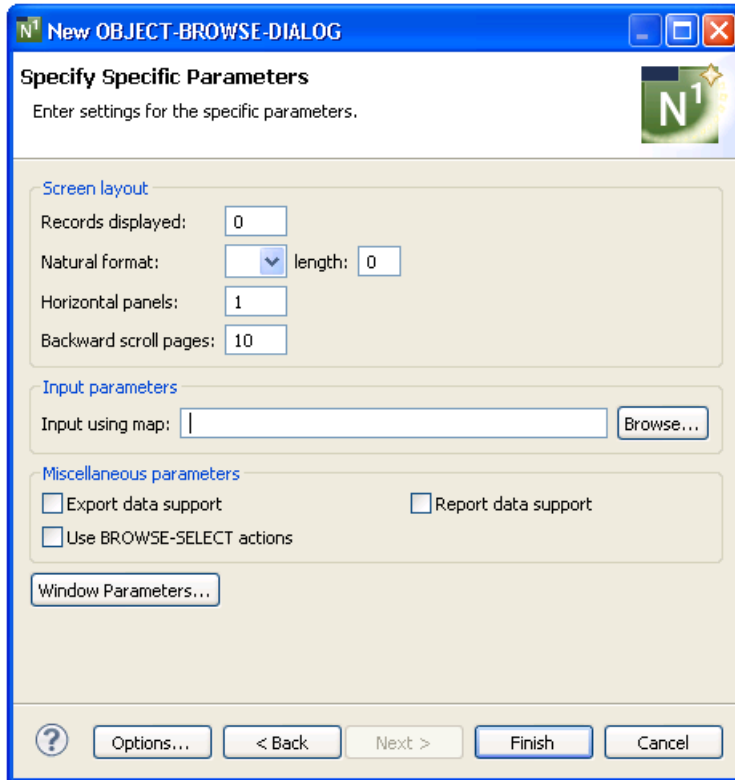 N1 New OBJECT-BROWSE-DIALOG
Specify Specific Parameters
Enter settings for the specific parameters.
N1
Screen layout
Records displayed: 0
Natural format: length: 0
Horizontal panels: 1
Backward scroll pages: 10
Input parameters
Input using map: Browse...
Miscellaneous parameters
Export data support Report data support
Use BROWSE-SELECT actions
Window Parameters...
? Options... < Back Next > Finish Cancel